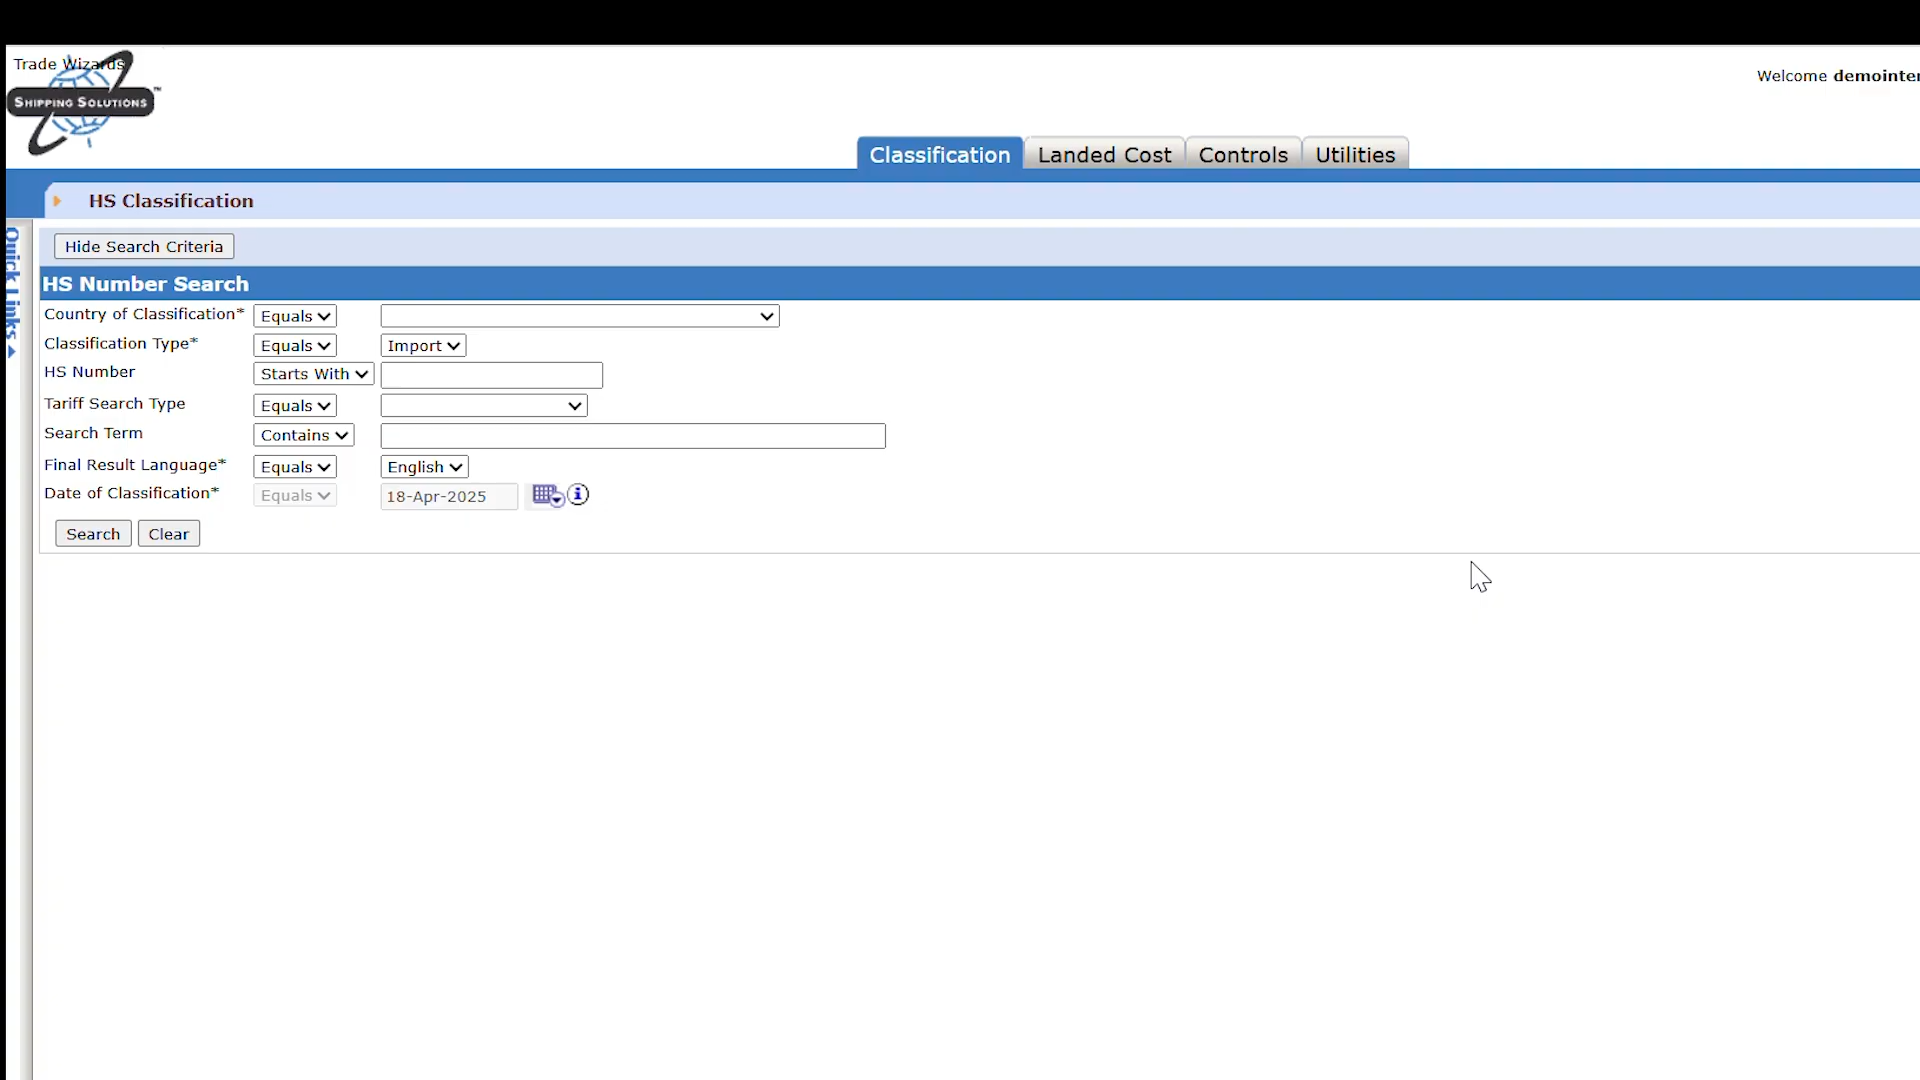 Trade Wizards
SHIPPING SOLUTIONS™
Welcome demointer
Classification Landed Cost Controls Utilities
HS Classification
Quick Links
Hide Search Criteria
HS Number Search
Country of Classification* Equals
Classification Type* Equals Import
HS Number Starts With
Tariff Search Type Equals
Search Term Contains
Final Result Language* Equals English
Date of Classification* Equals 18-Apr-2025
Search Clear